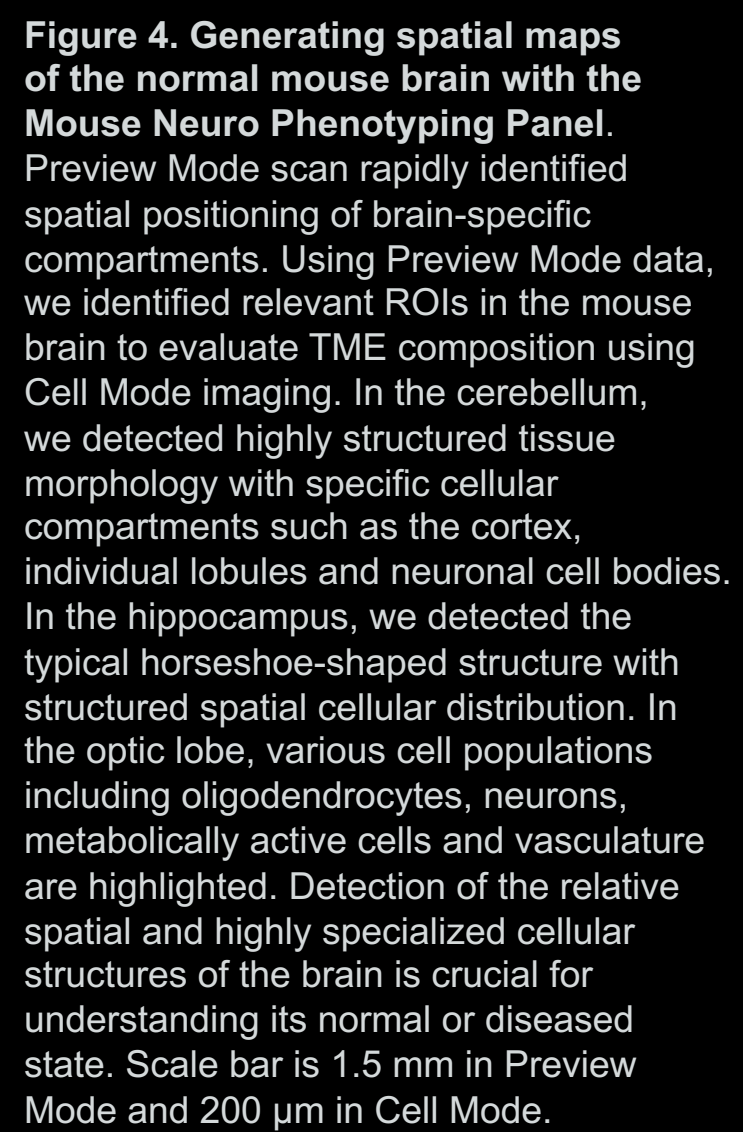 Figure 4. Generating spatial maps
of the normal mouse brain with the
Mouse Neuro Phenotyping Panel.
Preview Mode scan rapidly identified
spatial positioning of brain-specific
compartments. Using Preview Mode data,
we identified relevant ROIs in the mouse
brain to evaluate TME composition using
Cell Mode imaging. In the cerebellum,
we detected highly structured tissue
morphology with specific cellular
compartments such as the cortex,
individual lobules and neuronal cell bodies.
In the hippocampus, we detected the
typical horseshoe-shaped structure with
structured spatial cellular distribution. In
the optic lobe, various cell populations
including oligodendrocytes, neurons,
metabolically active cells and vasculature
are highlighted. Detection of the relative
spatial and highly specialized cellular
structures of the brain is crucial for
understanding its normal or diseased
state. Scale bar is 1.5 mm in Preview
Mode and 200 µm in Cell Mode.